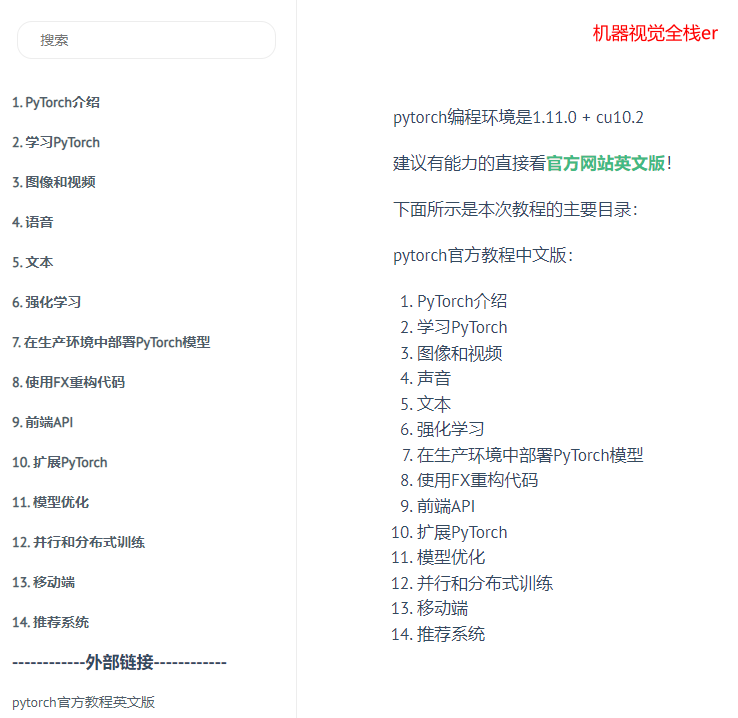 搜索
1. PyTorch介绍
2. 学习PyTorch
3. 图像和视频
4. 语音
5. 文本
6. 强化学习
7. 在生产环境中部署PyTorch模型
8. 使用FX重构代码
9. 前端API
10. 扩展PyTorch
11. 模型优化
12. 并行和分布式训练
13. 移动端
14. 推荐系统
------------外部链接------------
pytorch官方教程英文版
机器视觉全栈er
pytorch编程环境是1.11.0 + cu10.2
建议有能力的直接看官方网站英文版！
下面所示是本次教程的主要目录：
pytorch官方教程中文版：
1. PyTorch介绍
2. 学习PyTorch
3. 图像和视频
4. 声音
5. 文本
6. 强化学习
7. 在生产环境中部署PyTorch模型
8. 使用FX重构代码
9. 前端API
10. 扩展PyTorch
11. 模型优化
12. 并行和分布式训练
13. 移动端
14. 推荐系统